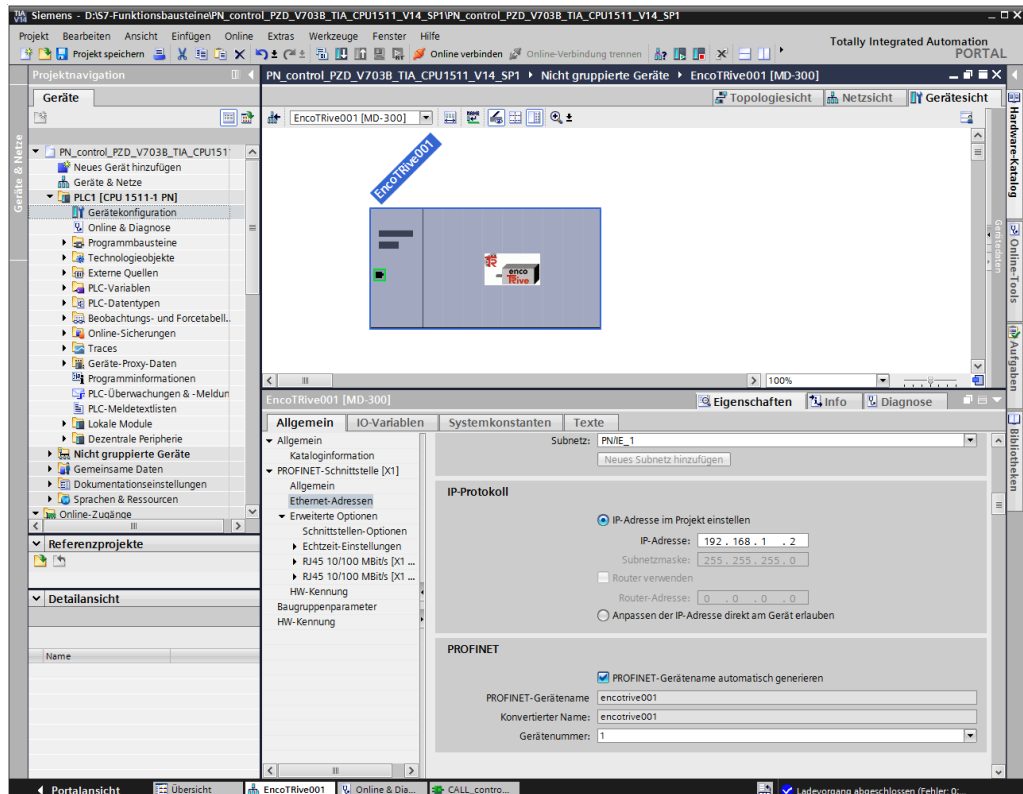 Siemens - D:\S7-Funktionsbausteine\PN_control_PZD_V703B_TIA_CPU1511_V14_SP1\PN_control_PZD_V703B_TIA_CPU1511_V14_SP1
Projekt Bearbeiten Ansicht Einfügen Online Extras Werkzeuge Fenster Hilfe
Totally Integrated Automation
PORTAL
Projekt speichern
Online verbinden
Online-Verbindung trennen
Projektnavigation
PN_control_PZD_V703B_TIA_CPU1511_V14_SP1 Nicht gruppierte Geräte EncoTRive001 [MD-300]
Geräte
Topologiesicht
Netzsicht
Gerätesicht
EncoTRive001 [MD-300]
Geräte & Netze
PN_control_PZD_V703B_TIA_CPU151
Neues Gerät hinzufügen
Geräte & Netze
PLC1 [CPU 1511-1 PN]
Gerätekonfiguration
Online & Diagnose
Programmbausteine
Technologieobjekte
Externe Quellen
PLC-Variablen
PLC-Datentypen
Beobachtungs- und Forcetabell..
Online-Sicherungen
Traces
Geräte-Proxy-Daten
Programminformationen
PLC-Überwachungen & -Meldun
PLC-Meldetextlisten
Lokale Module
Dezentrale Peripherie
Nicht gruppierte Geräte
Gemeinsame Daten
Dokumentationseinstellungen
Sprachen & Ressourcen
Online-Zugänge
Referenzprojekte
Detailansicht
Name
EncoTRive001
enco
TRive
100%
Gerätedaten
Hardware-Katalog
Online-Tools
Aufgaben
Bibliotheken
EncoTRive001 [MD-300]
Eigenschaften
Info
Diagnose
Allgemein
IO-Variablen
Systemkonstanten
Texte
Allgemein
Kataloginformation
PROFINET-Schnittstelle [X1]
Allgemein
Ethernet-Adressen
Erweiterte Optionen
Schnittstellen-Optionen
Echtzeit-Einstellungen
RJ45 10/100 MBit/s [X1 ...
RJ45 10/100 MBit/s [X1 ...
HW-Kennung
Baugruppenparameter
HW-Kennung
Subnetz: PN/IE_1
Neues Subnetz hinzufügen
IP-Protokoll
IP-Adresse im Projekt einstellen
IP-Adresse: 192 . 168 . 1 . 2
Subnetzmaske: 255 . 255 . 255 . 0
Router verwenden
Router-Adresse: 0 . 0 . 0 . 0
Anpassen der IP-Adresse direkt am Gerät erlauben
PROFINET
PROFINET-Gerätename automatisch generieren
PROFINET-Gerätename encotrive001
Konvertierter Name: encotrive001
Gerätenummer: 1
Portalansicht
Übersicht
EncoTRive001
Online & Dia...
CALL_contro...
Ladevorgang abgeschlossen (Fehler: 0;...